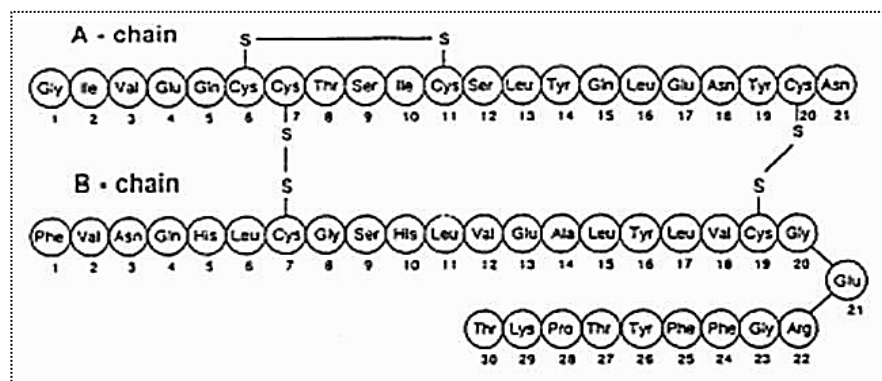 A - chain
S S
Gly Ile Val Glu Gln Cys Cys Thr Ser Ile Cys Ser Leu Tyr Gln Leu Glu Asn Tyr Cys Asn
1 2 3 4 5 6 7 8 9 10 11 12 13 14 15 16 17 18 19 20 21
S S
B - chain
S S
Phe Val Asn Gln His Leu Cys Gly Ser His Leu Val Glu Ala Leu Tyr Leu Val Cys Gly
1 2 3 4 5 6 7 8 9 10 11 12 13 14 15 16 17 18 19 20
Glu
21
Thr Lys Pro Thr Tyr Phe Phe Gly Arg
30 29 28 27 26 25 24 23 22